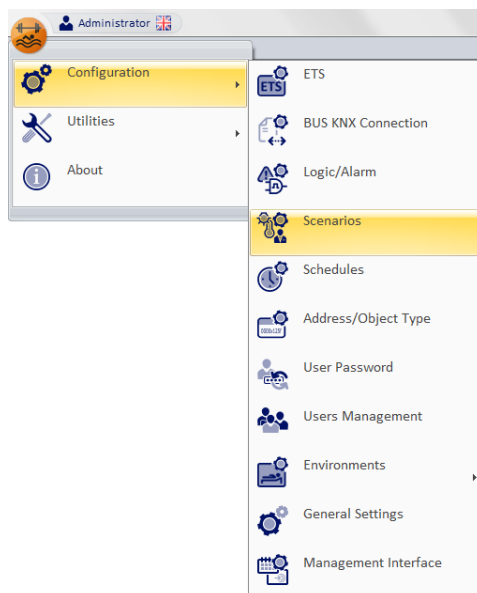 Administrator
Configuration
Utilities
About
ETS
ETS
BUS KNX Connection
Logic/Alarm
Scenarios
Schedules
Address/Object Type
User Password
Users Management
Environments
General Settings
Management Interface